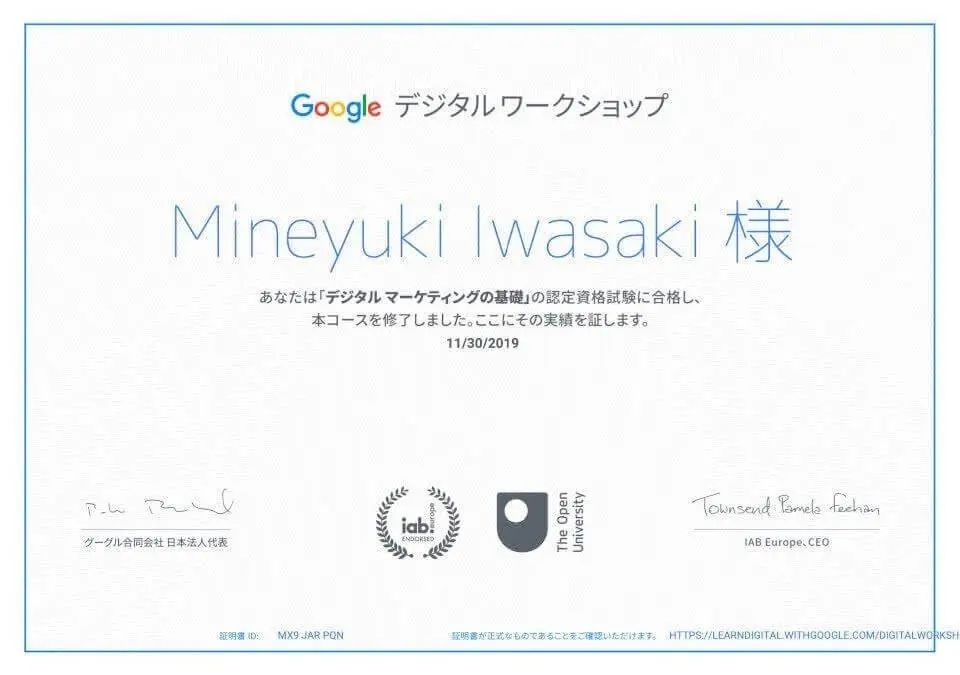 Google デジタル ワークショップ
Mineyuki Iwasaki 様
あなたは「デジタル マーケティングの基礎」の認定資格試験に合格し、
本コースを修了しました。ここにその実績を証します。
11/30/2019
Townsend Pamela Feehan
グーグル合同会社 日本法人代表
iab.europe
ENDORSED
The Open
University
IAB Europe、CEO
証明書 ID: MX9 JAR PQN
証明書が正式なものであることをご確認いただけます。 HTTPS://LEARNDIGITAL.WITHGOOGLE.COM/DIGITALWORKSH